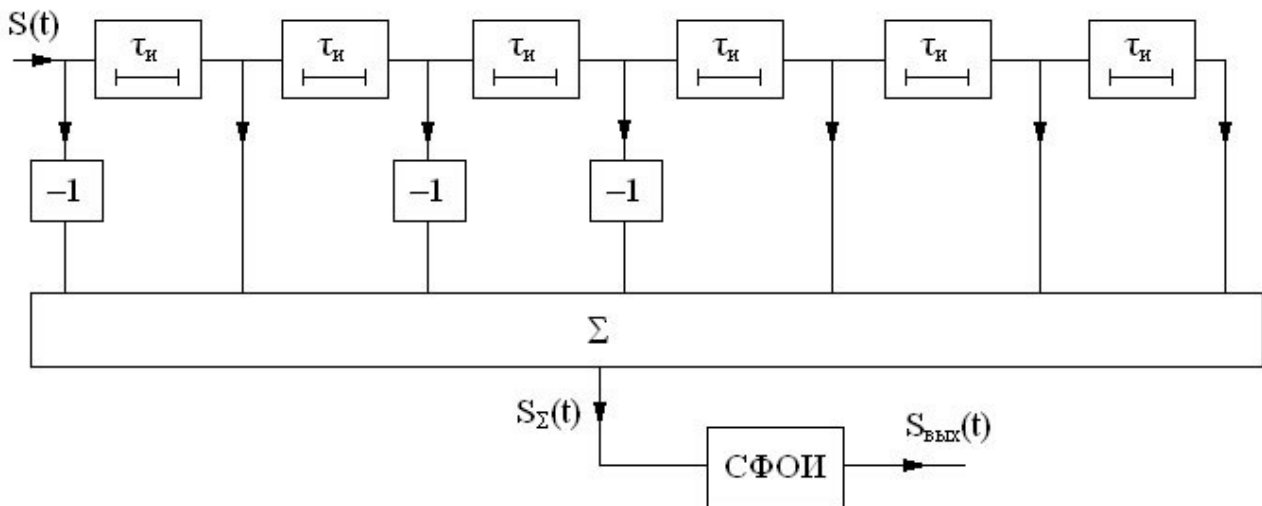 S(t)
τи τи τи τи τи τи
–1 –1 –1
Σ
SΣ(t)
Sвых(t)
СФОИ